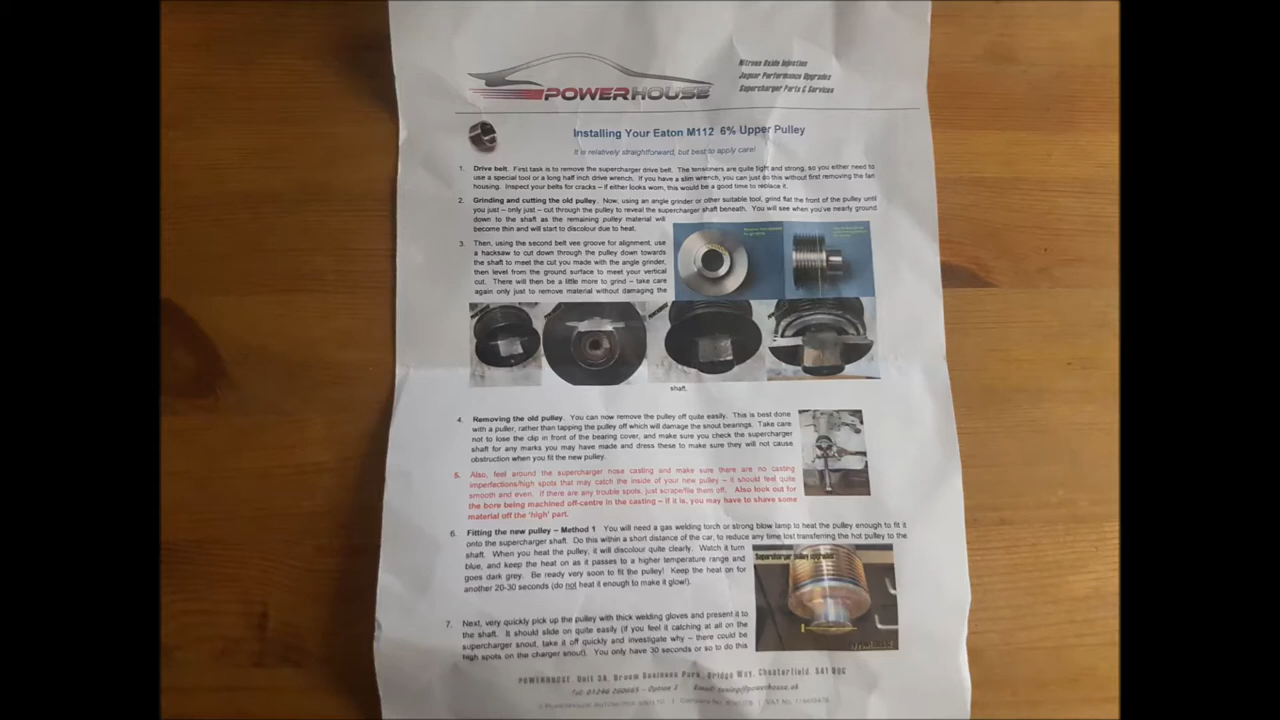 POWERHOUSE
Nitrous Oxide Injection
Jaguar Performance Upgrades
Supercharger Parts & Services
Installing Your Eaton M112 6% Upper Pulley
It is relatively straightforward, but best to apply care!
1. Drive belt. First task is to remove the supercharger drive belt. The tensioners are quite tight and strong, so you either need to
use a special tool or a long half inch drive wrench. If you have a slim wrench, you can just do this without first removing the fan
housing. Inspect your belts for cracks – if either looks worn, this would be a good time to replace it.
2. Grinding and cutting the old pulley. Now, using an angle grinder or other suitable tool, grind flat the front of the pulley until
you just – only just – cut through the pulley to reveal the supercharger shaft beneath. You will see when you've nearly ground
down to the shaft as the remaining pulley material will
become thin and will start to discolour due to heat.
3. Then, using the second belt vee groove for alignment, use
a hacksaw to cut down through the pulley down towards
the shaft to meet the cut you made with the angle grinder,
then level from the ground surface to meet your vertical
cut. There will then be a little more to grind – take care
again only just to remove material without damaging the
shaft.
4. Removing the old pulley. You can now remove the pulley off quite easily. This is best done
with a puller, rather than tapping the pulley off which will damage the snout bearings. Take care
not to lose the clip in front of the bearing cover, and make sure you check the supercharger
shaft for any marks you may have made and dress these to make sure they will not cause
obstruction when you fit the new pulley.
5. Also, feel around the supercharger nose casting and make sure there are no casting
imperfections/high spots that may catch the inside of your new pulley – it should feel quite
smooth and even. If there are any trouble spots, just scrape/file them off. Also look out for
the bore being machined off-centre in the casting – if it is, you may have to shave some
material off the 'high' part.
6. Fitting the new pulley – Method 1 You will need a gas welding torch or strong blow lamp to heat the pulley enough to fit it
onto the supercharger shaft. Do this within a short distance of the car, to reduce any time lost transferring the hot pulley to the
shaft. When you heat the pulley, it will discolour quite clearly. Watch it turn
blue, and keep the heat on as it passes to a higher temperature range and
goes dark grey. Be ready very soon to fit the pulley! Keep the heat on for
another 20-30 seconds (do not heat it enough to make it glow!).
Supercharger pulley upgrades
7. Next, very quickly pick up the pulley with thick welding gloves and present it to
the shaft. It should slide on quite easily (if you feel it catching at all on the
supercharger snout, take it off quickly and investigate why – there could be
high spots on the charger snout). You only have 30 seconds or so to do this
POWERHOUSE, Unit 3A, Broom Business Park, Bridge Way, Chesterfield. S41 9QG
Tel: 01246 260665 – Option 2 Email: tuning@powerhouse.uk